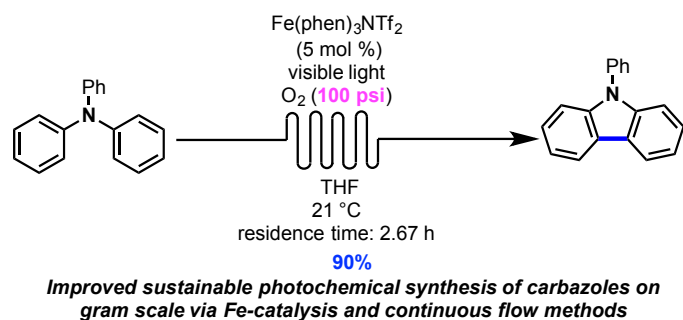 Fe(phen)3NTf2
(5 mol %)
visible light
O2 (100 psi)
Ph
N
Ph
N
THF
21 °C
residence time: 2.67 h
90%
Improved sustainable photochemical synthesis of carbazoles on
gram scale via Fe-catalysis and continuous flow methods